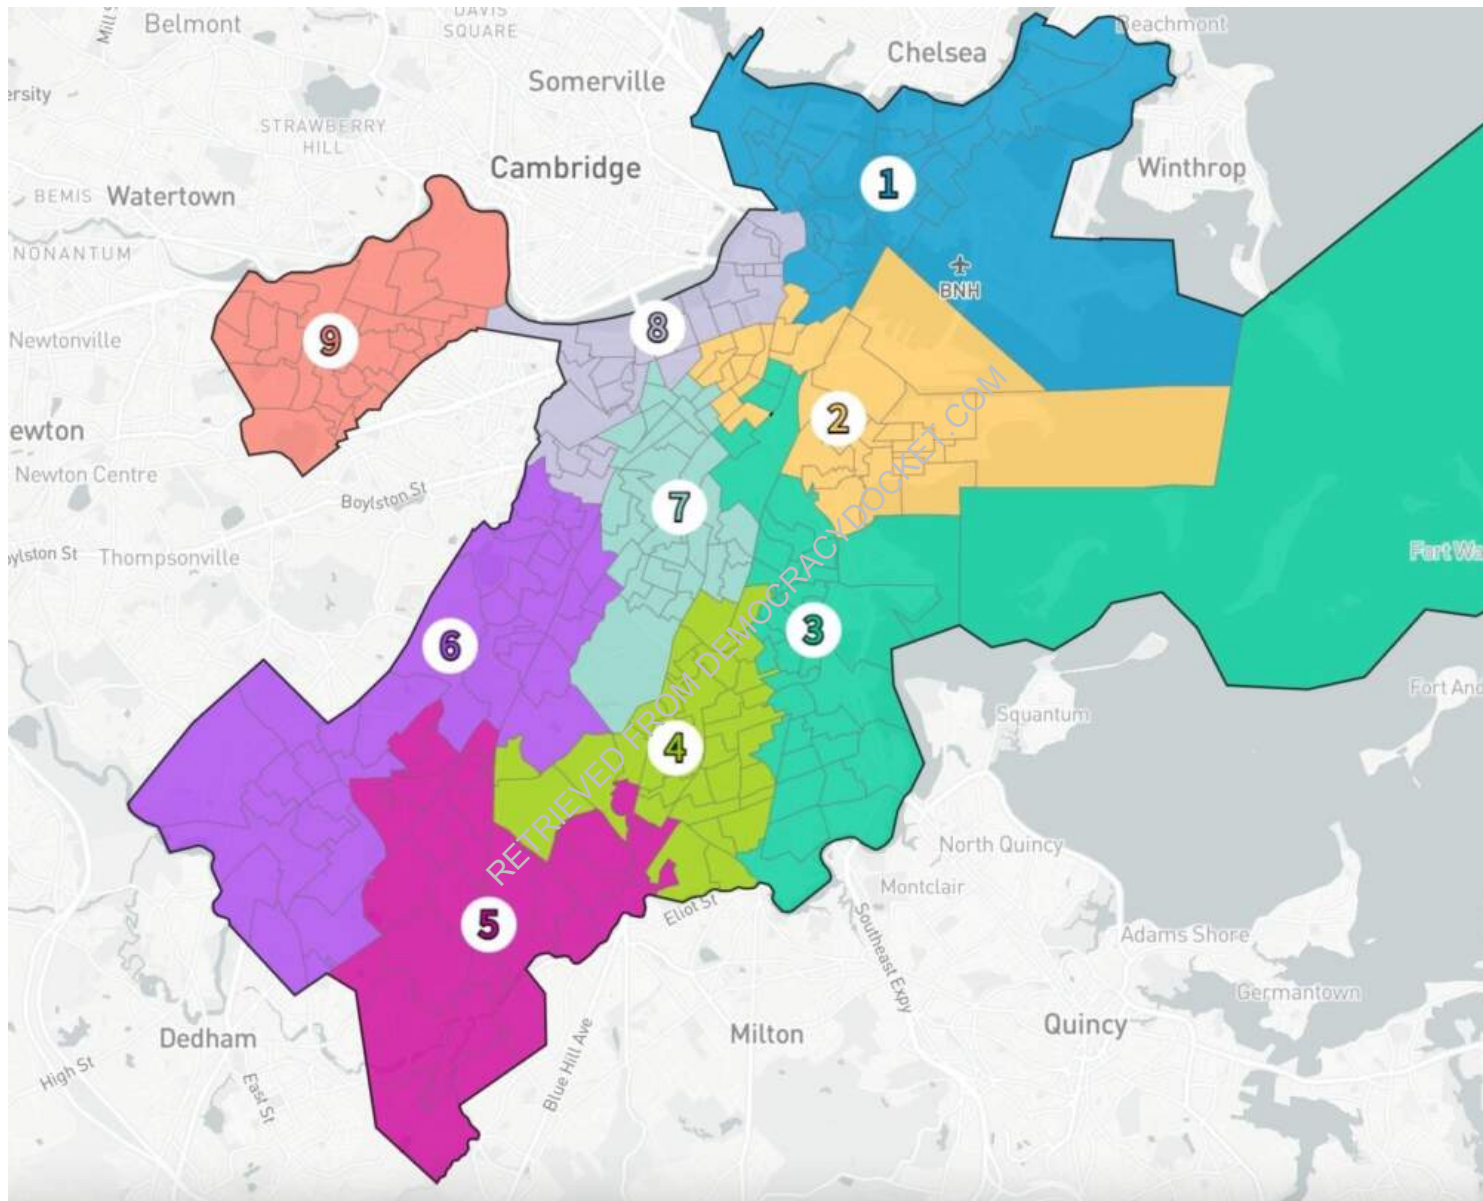 DAVIS
SQUARE
Belmont
Mill S
Beachmont
Chelsea
Somerville
ersity
STRAWBERRY
HILL
Cambridge
Winthrop
BEMIS
Watertown
1
NONANTUM
BNH
8
9
Newtonville
2
ewton
Newton Centre
Boylston St
7
oylston St
Thompsonville
Fort Wa
3
6
Fort And
Squantum
4
RETRIEVED FROM DEMOCRACYDOCKET.COM
North Quincy
Montclair
Eliot St
5
Southeast Expy
Adams Shore
Germantown
Dedham
Milton
Quincy
High St
East St
Blue Hill Ave